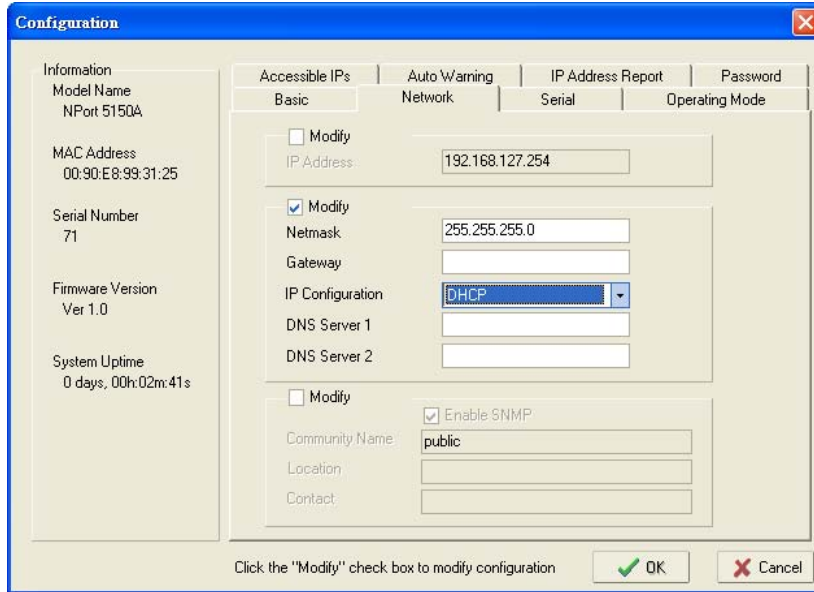 Configuration
Information
Model Name
NPort 5150A
MAC Address
00:90:E8:99:31:25
Serial Number
71
Firmware Version
Ver 1.0
System Uptime
0 days, 00h:02m:41s
Accessible IPs
Auto Warning
IP Address Report
Password
Basic
Network
Serial
Operating Mode
Modify
IP Address
192.168.127.254
Modify
Netmask
255.255.255.0
Gateway
IP Configuration
DHCP
DNS Server 1
DNS Server 2
Modify
Enable SNMP
Community Name
public
Location
Contact
Click the "Modify" check box to modify configuration
OK
Cancel